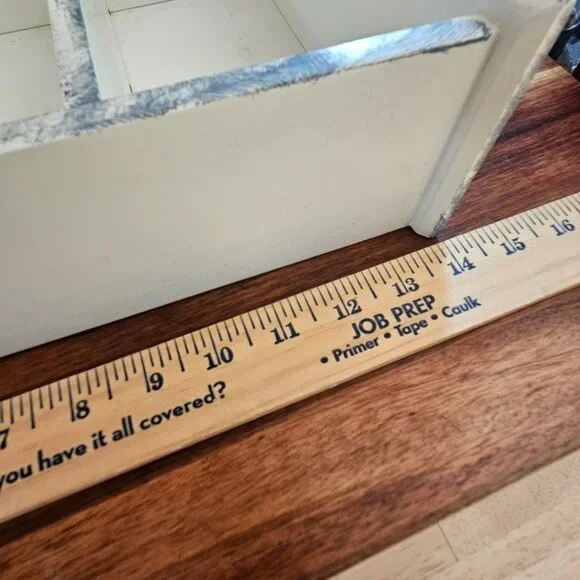 7 8 9 10 11 12 13 14 15 16
JOB PREP
• Primer • Tape • Caulk
you have it all covered?